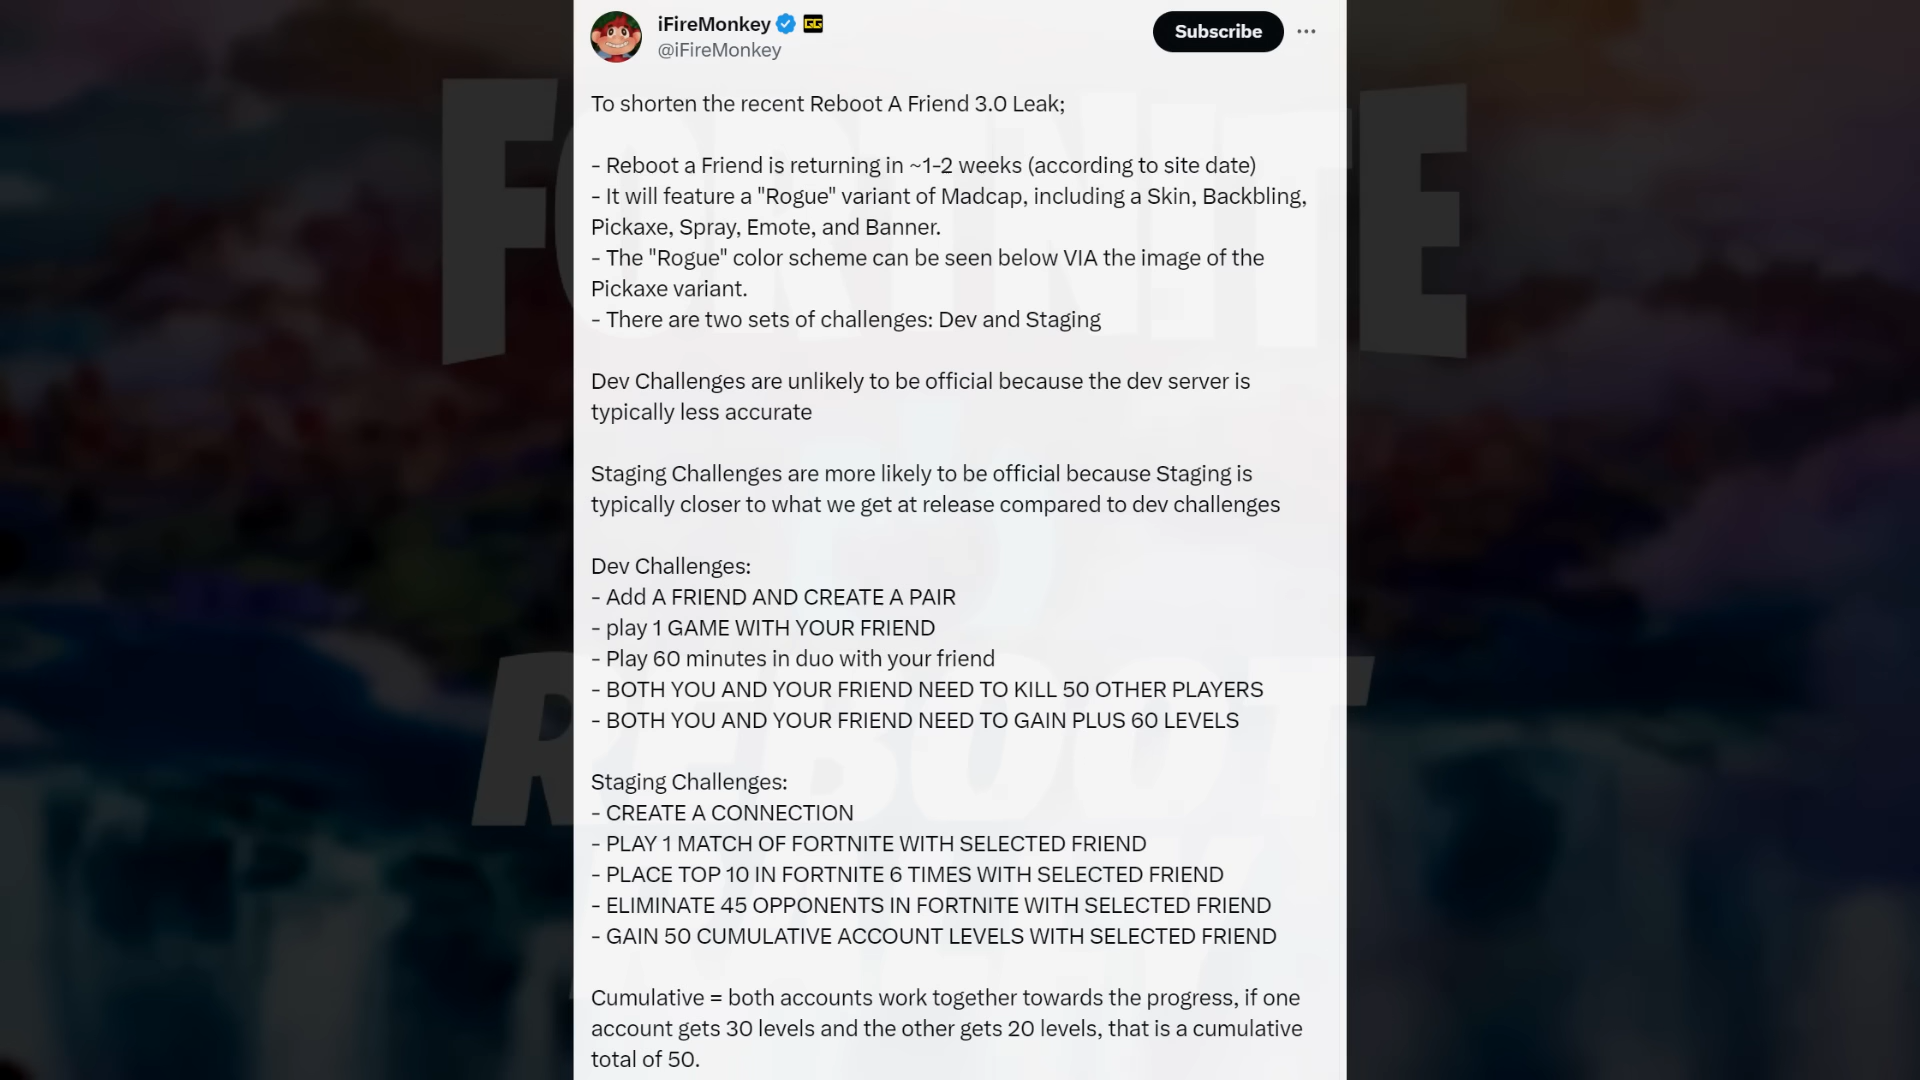 iFireMonkey GG
Subscribe
@iFireMonkey
To shorten the recent Reboot A Friend 3.0 Leak;
- Reboot a Friend is returning in ~1-2 weeks (according to site date)
- It will feature a "Rogue" variant of Madcap, including a Skin, Backbling,
Pickaxe, Spray, Emote, and Banner.
- The "Rogue" color scheme can be seen below VIA the image of the
Pickaxe variant.
- There are two sets of challenges: Dev and Staging
Dev Challenges are unlikely to be official because the dev server is
typically less accurate
Staging Challenges are more likely to be official because Staging is
typically closer to what we get at release compared to dev challenges
Dev Challenges:
- Add A FRIEND AND CREATE A PAIR
- play 1 GAME WITH YOUR FRIEND
- Play 60 minutes in duo with your friend
- BOTH YOU AND YOUR FRIEND NEED TO KILL 50 OTHER PLAYERS
- BOTH YOU AND YOUR FRIEND NEED TO GAIN PLUS 60 LEVELS
Staging Challenges:
- CREATE A CONNECTION
- PLAY 1 MATCH OF FORTNITE WITH SELECTED FRIEND
- PLACE TOP 10 IN FORTNITE 6 TIMES WITH SELECTED FRIEND
- ELIMINATE 45 OPPONENTS IN FORTNITE WITH SELECTED FRIEND
- GAIN 50 CUMULATIVE ACCOUNT LEVELS WITH SELECTED FRIEND
Cumulative = both accounts work together towards the progress, if one
account gets 30 levels and the other gets 20 levels, that is a cumulative
total of 50.
FORTNITE
REBOOT